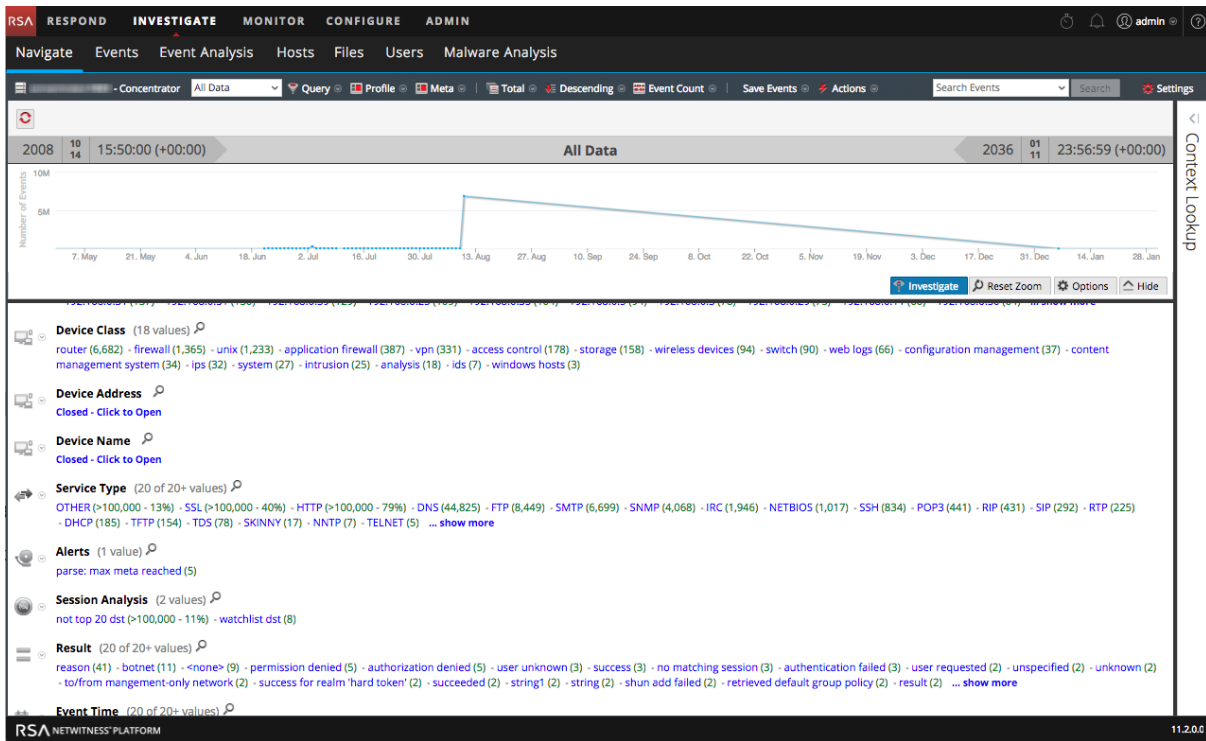 RSA RESPOND INVESTIGATE MONITOR CONFIGURE ADMIN admin
Navigate Events Event Analysis Hosts Files Users Malware Analysis
- Concentrator All Data Query Profile Meta Total Descending Event Count Save Events Actions Search Events Search Settings
2008 10 14 15:50:00 (+00:00) All Data 2036 01 11 23:56:59 (+00:00)
Context Lookup
Number of Events
10M
5M
7. May 21. May 4. Jun 18. Jun 2. Jul 16. Jul 30. Jul 13. Aug 27. Aug 10. Sep 24. Sep 8. Oct 22. Oct 5. Nov 19. Nov 3. Dec 17. Dec 31. Dec 14. Jan 28. Jan
Investigate Reset Zoom Options Hide
Device Class (18 values)
router (6,682) - firewall (1,365) - unix (1,233) - application firewall (387) - vpn (331) - access control (178) - storage (158) - wireless devices (94) - switch (90) - web logs (66) - configuration management (37) - content
management system (34) - ips (32) - system (27) - intrusion (25) - analysis (18) - ids (7) - windows hosts (3)
Device Address
Closed - Click to Open
Device Name
Closed - Click to Open
Service Type (20 of 20+ values)
OTHER (>100,000 - 13%) - SSL (>100,000 - 40%) - HTTP (>100,000 - 79%) - DNS (44,825) - FTP (8,449) - SMTP (6,699) - SNMP (4,068) - IRC (1,946) - NETBIOS (1,017) - SSH (834) - POP3 (441) - RIP (431) - SIP (292) - RTP (225)
- DHCP (185) - TFTP (154) - TDS (78) - SKINNY (17) - NNTP (7) - TELNET (5) ... show more
Alerts (1 value)
parse: max meta reached (5)
Session Analysis (2 values)
not top 20 dst (>100,000 - 11%) - watchlist dst (8)
Result (20 of 20+ values)
reason (41) - botnet (11) - <none> (9) - permission denied (5) - authorization denied (5) - user unknown (3) - success (3) - no matching session (3) - authentication failed (3) - user requested (2) - unspecified (2) - unknown (2)
- to/from mangement-only network (2) - success for realm 'hard token' (2) - succeeded (2) - string1 (2) - string (2) - shun add failed (2) - retrieved default group policy (2) - result (2) ... show more
Event Time (20 of 20+ values)
RSA NETWITNESS® PLATFORM 11.2.0.0